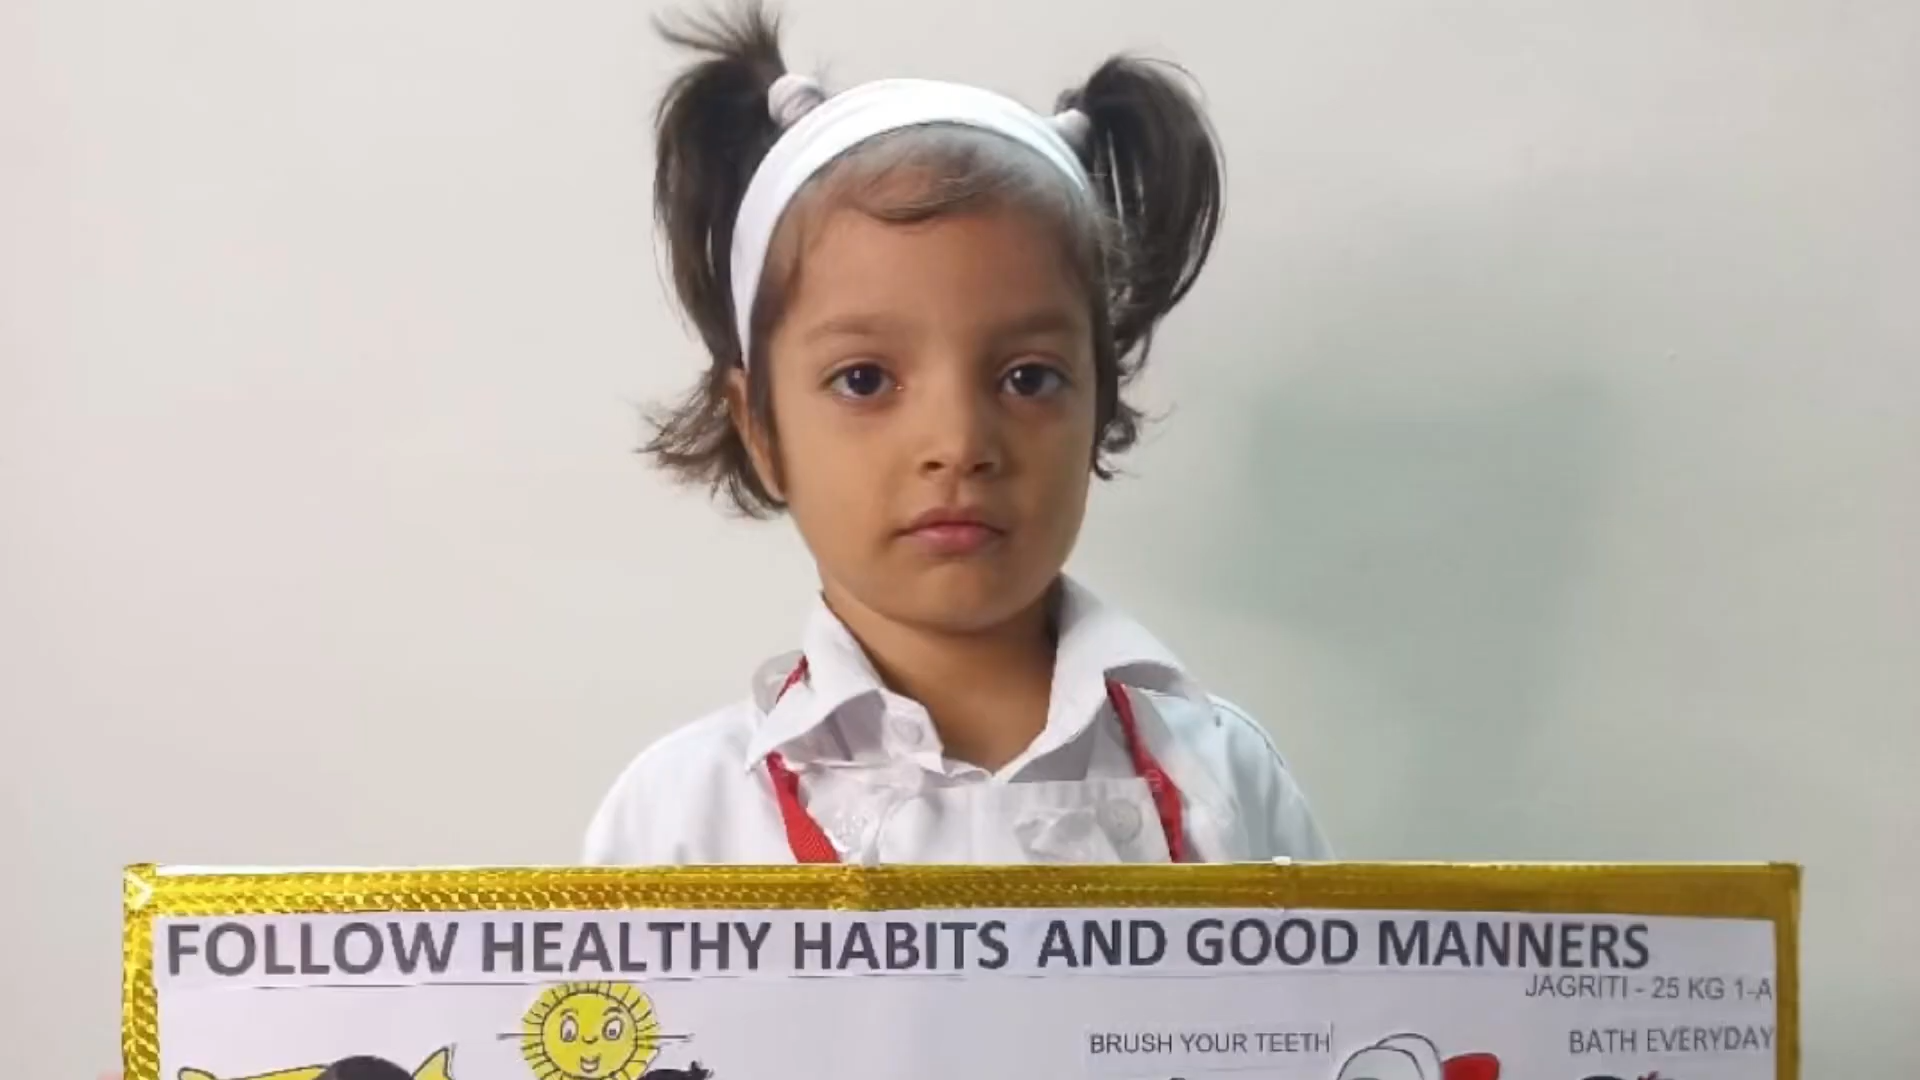 FOLLOW HEALTHY HABITS AND GOOD MANNERS
JAGRITI - 25 KG 1-A
BRUSH YOUR TEETH
BATH EVERYDAY